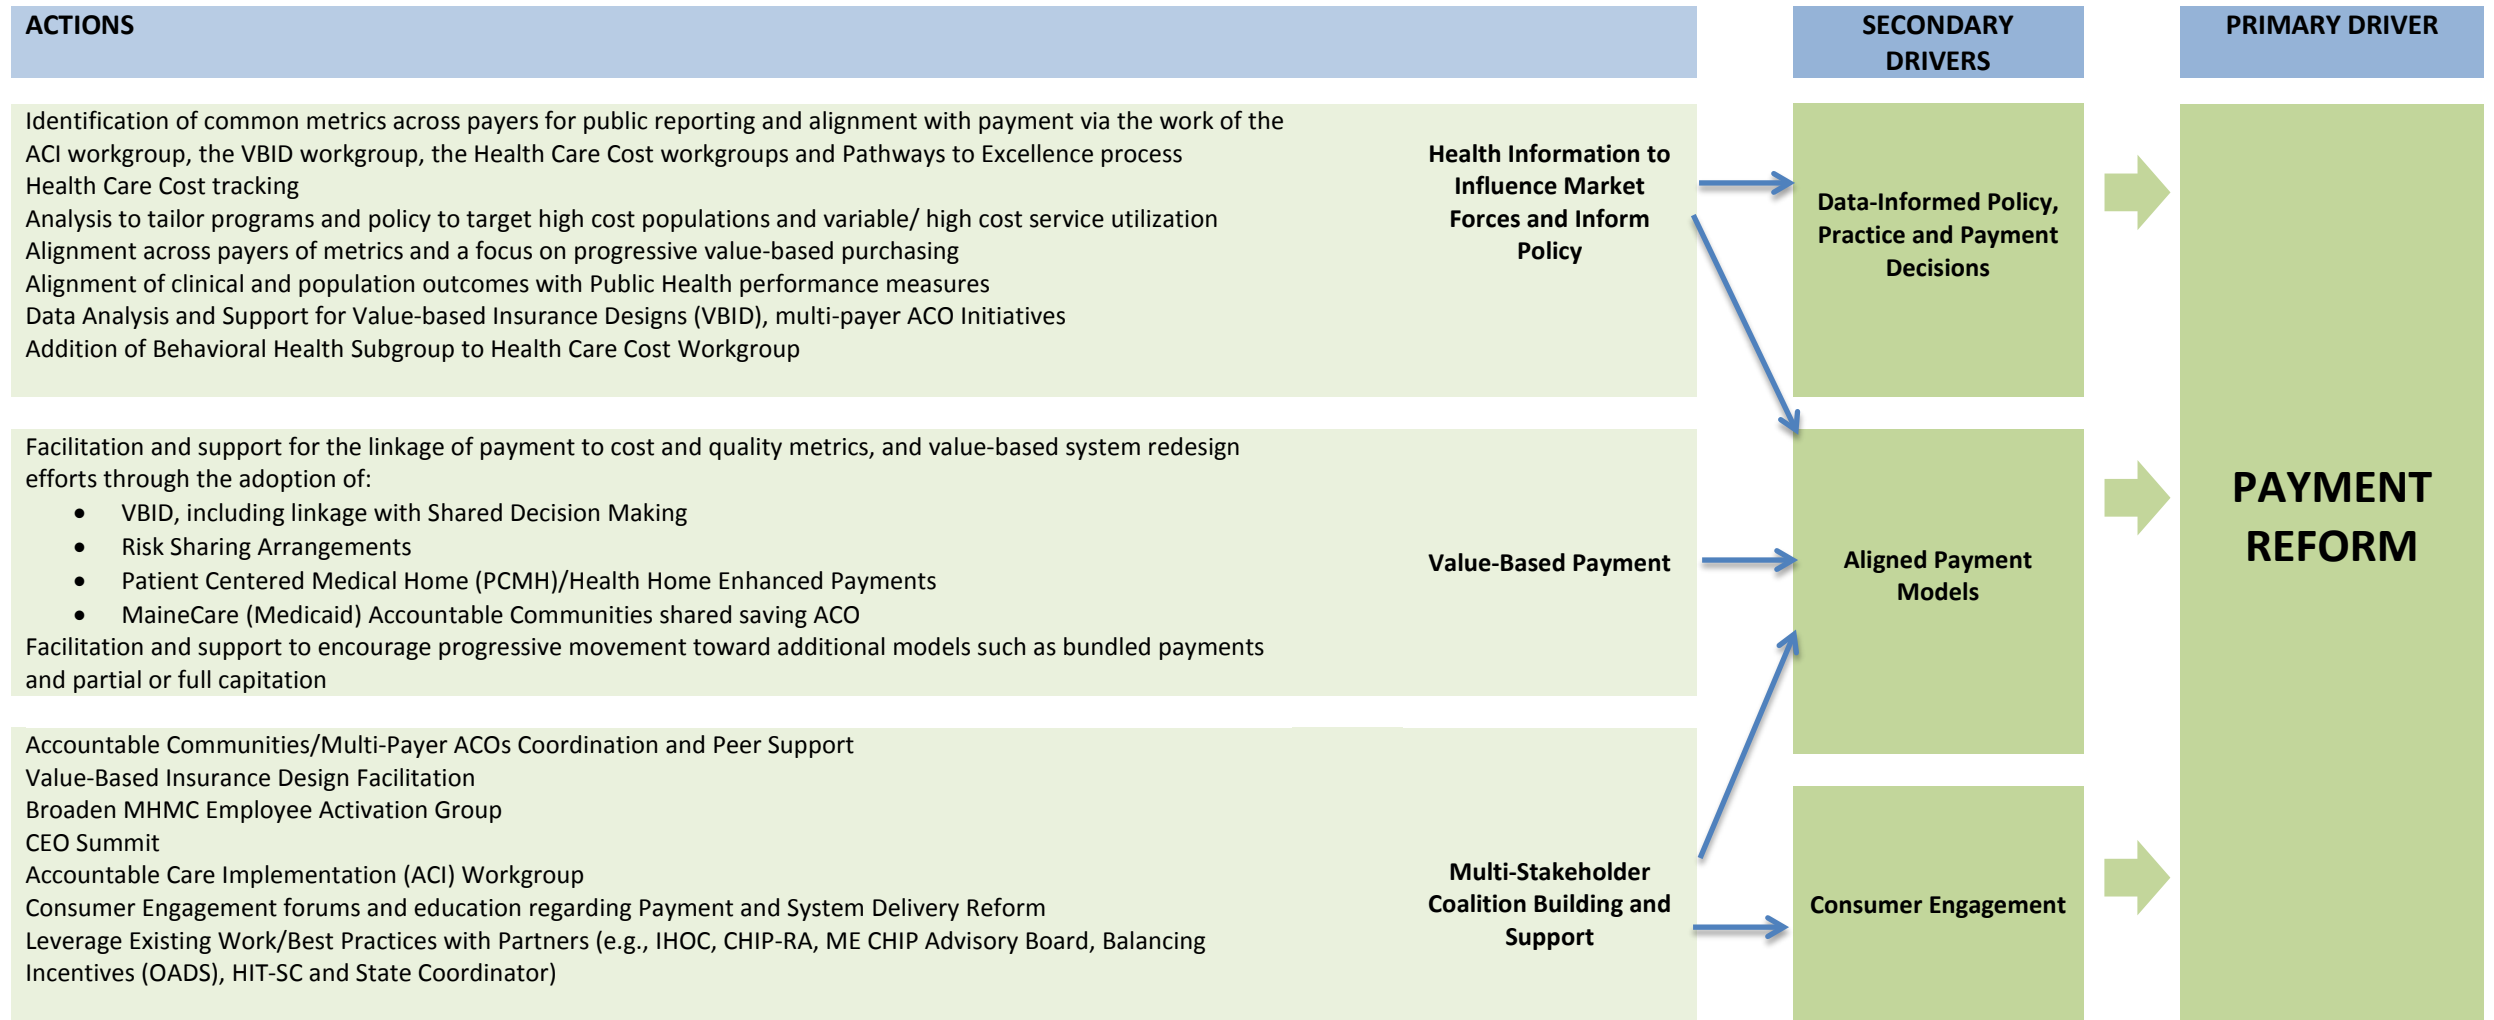 ACTIONS
SECONDARY
DRIVERS
PRIMARY DRIVER
Identification of common metrics across payers for public reporting and alignment with payment via the work of the
ACI workgroup, the VBID workgroup, the Health Care Cost workgroups and Pathways to Excellence process
Health Care Cost tracking
Analysis to tailor programs and policy to target high cost populations and variable/ high cost service utilization
Alignment across payers of metrics and a focus on progressive value-based purchasing
Alignment of clinical and population outcomes with Public Health performance measures
Data Analysis and Support for Value-based Insurance Designs (VBID), multi-payer ACO Initiatives
Addition of Behavioral Health Subgroup to Health Care Cost Workgroup
Health Information to
Influence Market
Forces and Inform
Policy
Data-Informed Policy,
Practice and Payment
Decisions
Facilitation and support for the linkage of payment to cost and quality metrics, and value-based system redesign
efforts through the adoption of:
• VBID, including linkage with Shared Decision Making
• Risk Sharing Arrangements
• Patient Centered Medical Home (PCMH)/Health Home Enhanced Payments
• MaineCare (Medicaid) Accountable Communities shared saving ACO
Facilitation and support to encourage progressive movement toward additional models such as bundled payments
and partial or full capitation
Value-Based Payment
Aligned Payment
Models
PAYMENT
REFORM
Accountable Communities/Multi-Payer ACOs Coordination and Peer Support
Value-Based Insurance Design Facilitation
Broaden MHMC Employee Activation Group
CEO Summit
Accountable Care Implementation (ACI) Workgroup
Consumer Engagement forums and education regarding Payment and System Delivery Reform
Leverage Existing Work/Best Practices with Partners (e.g., IHOC, CHIP-RA, ME CHIP Advisory Board, Balancing
Incentives (OADS), HIT-SC and State Coordinator)
Multi-Stakeholder
Coalition Building and
Support
Consumer Engagement